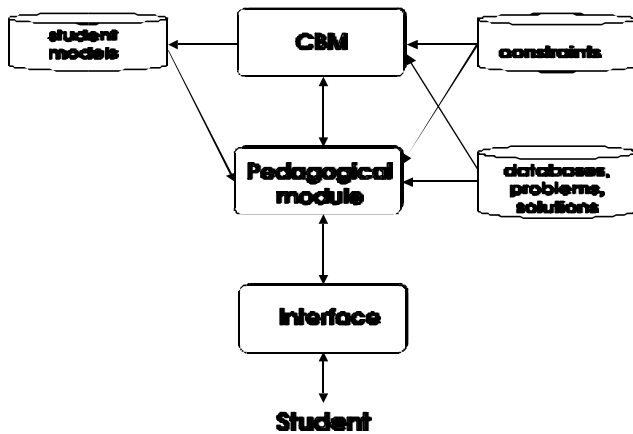 student
models
CBM
constraints
Pedagogical
module
databases,
problems,
solutions
Interface
Student